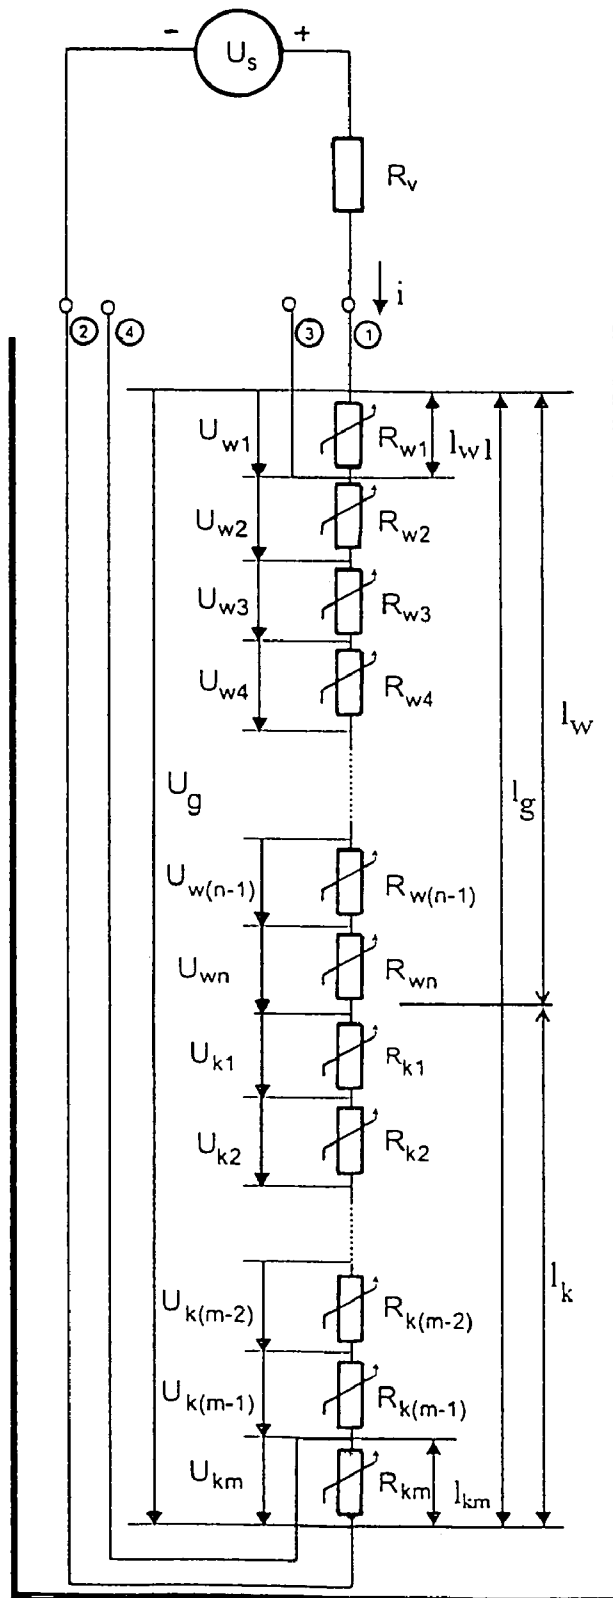 - U_s +
R_v
i
② ④ ③ ①
U_w1 R_w1 l_w1
U_w2 R_w2
U_w3 R_w3
U_w4 R_w4
l_w
U_g l_g
U_w(n-1) R_w(n-1)
U_wn R_wn
U_k1 R_k1
U_k2 R_k2
l_k
U_k(m-2) R_k(m-2)
U_k(m-1) R_k(m-1)
U_km R_km l_km